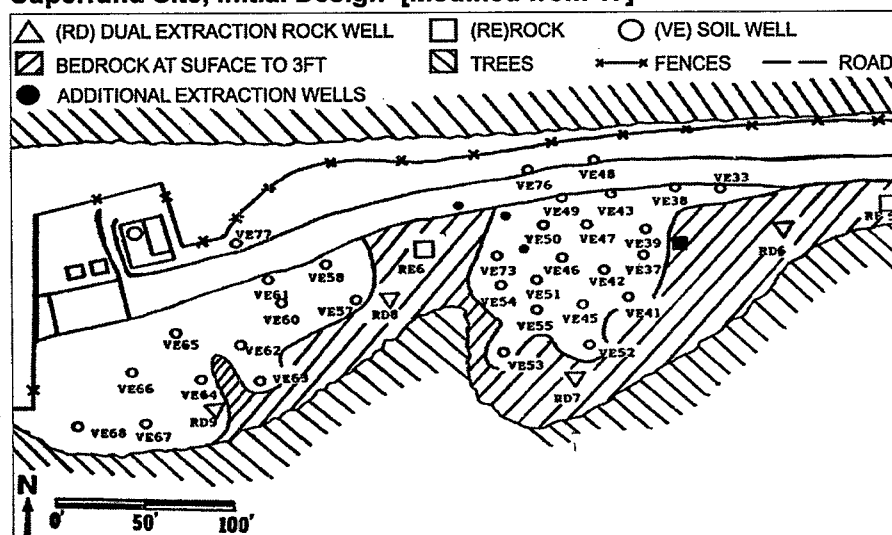 Superfund Site, Initial Design [modified from 17]
(RD) DUAL EXTRACTION ROCK WELL (RE)ROCK (VE) SOIL WELL
BEDROCK AT SUFACE TO 3FT TREES FENCES ROAD
ADDITIONAL EXTRACTION WELLS
VE48
VE76
VE33
VE38
VE49 VE43
RE5
VE77
VE50 VE47
VE39
RD6
RE6
VE58
VE73 VE46 VE37
VE42
VE61
VE54 VE51
VE60 VE57
RD8
VE45 VE41
VE55
VE65
VE62
VE52
VE53
VE66
VE64 VE63
RD7
RD9
VE68 VE67
N
0' 50' 100'